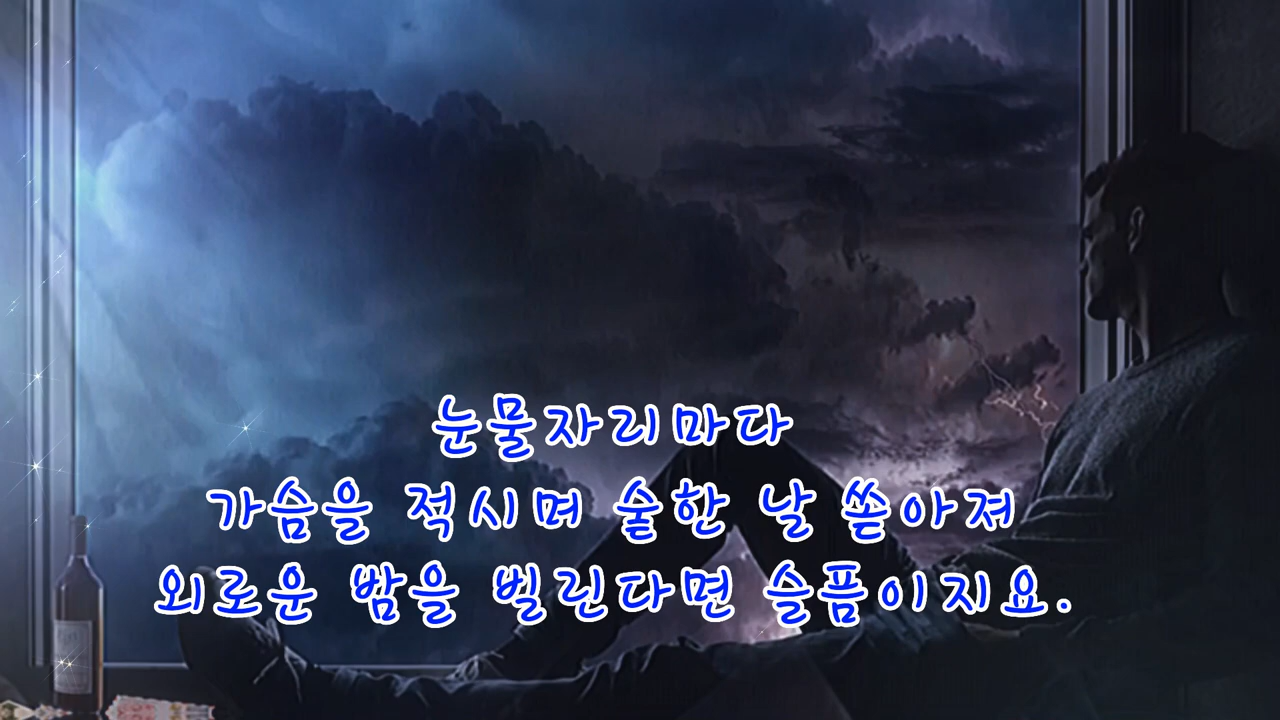 눈물자리마다
가슴을 적시며 숱한 날 쏟아져
외로운 밤을 빌린다면 슬픔이지요.